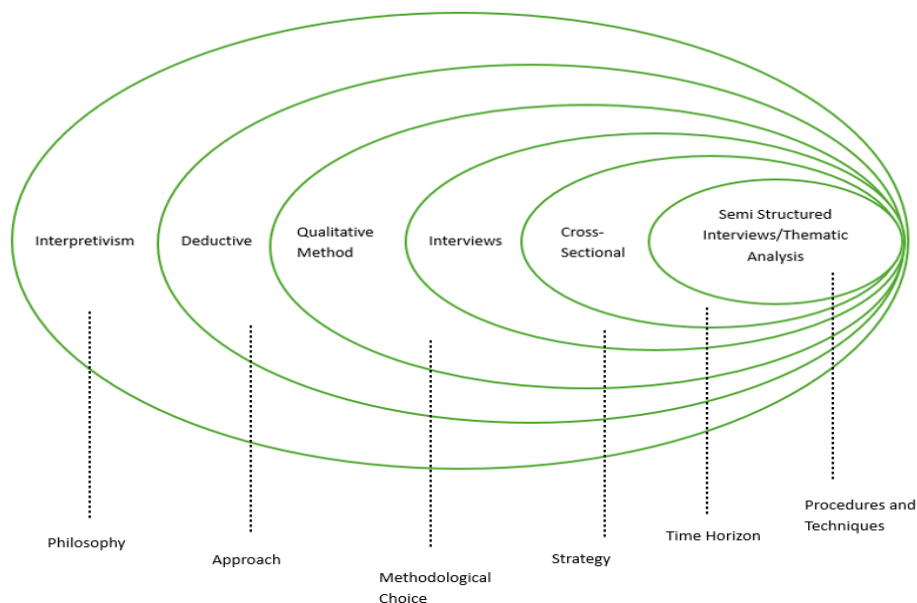 Interpretivism
Deductive
Qualitative
Method
Interviews
Cross-
Sectional
Semi Structured
Interviews/Thematic
Analysis
Philosophy
Approach
Methodological
Choice
Strategy
Time Horizon
Procedures and
Techniques